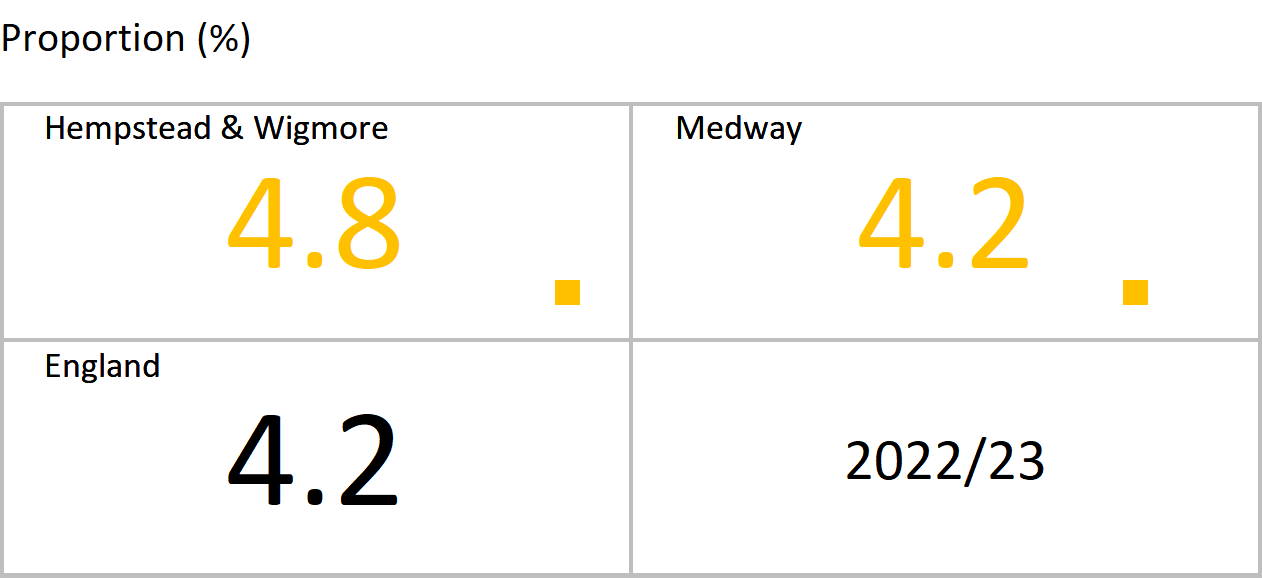 Proportion (%)
Hempstead & Wigmore
4.8
Medway
4.2
England
4.2
2022/23